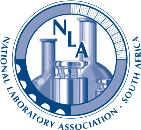 NLA
NATIONAL LABORATORY ASSOCIATION · SOUTH AFRICA